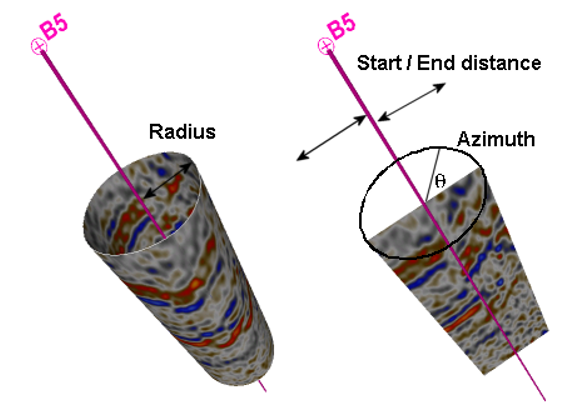 B5
Radius
B5
Start / End distance
Azimuth
θ